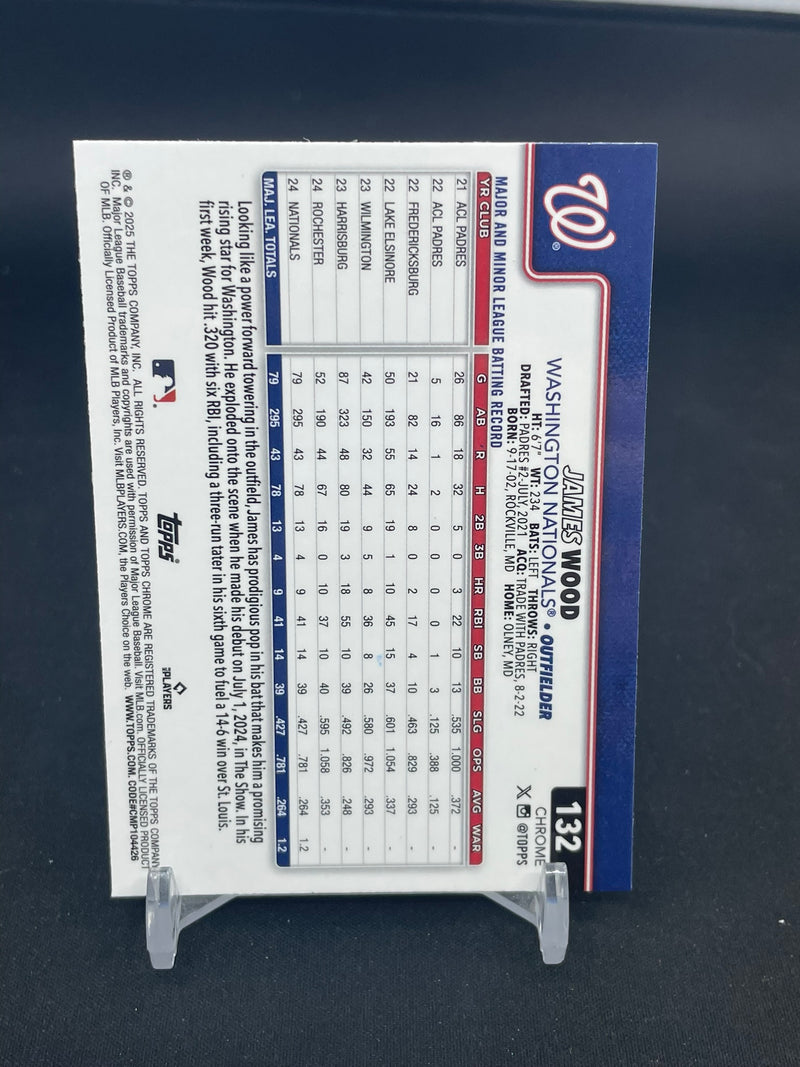 W®
132
CHROME
X @TOPPS
JAMES WOOD
WASHINGTON NATIONALS® • OUTFIELDER
HT: 6'7" WT: 234 BATS: LEFT THROWS: RIGHT
DRAFTED: PADRES #2-JULY, 2021 ACQ: TRADE WITH PADRES, 8-2-22
BORN: 9-17-02, ROCKVILLE, MD HOME: OLNEY, MD
MAJOR AND MINOR LEAGUE BATTING RECORD
YR CLUB G AB R H 2B 3B HR RBI SB BB SLG OPS AVG WAR
21 ACL PADRES 26 86 18 32 5 0 3 22 10 13 .535 1.000 .372 -
22 ACL PADRES 5 16 1 2 0 0 0 0 1 3 .125 .388 .125 -
22 FREDERICKSBURG 21 82 14 24 8 0 2 17 4 10 .463 .829 .293 -
22 LAKE ELSINORE 50 193 55 65 19 1 10 45 15 37 .601 1.054 .337 -
23 WILMINGTON 42 150 32 44 9 5 8 36 8 26 .580 .972 .293 -
23 HARRISBURG 87 323 48 80 19 3 18 55 10 39 .492 .826 .248 -
24 ROCHESTER 52 190 44 67 16 0 10 37 10 40 .595 1.058 .353 -
24 NATIONALS 79 295 43 78 13 4 9 41 14 39 .427 .781 .264 1.2
MAJ. LEA. TOTALS 79 295 43 78 13 4 9 41 14 39 .427 .781 .264 1.2
Looking like a power forward towering in the outfield, James has prodigious pop in his bat that makes him a promising
rising star for Washington. He exploded onto the scene when he made his debut on July 1, 2024, in The Show. In his
first week, Wood hit .320 with six RBI, including a three-run tater in his sixth game to fuel a 14-6 win over St. Louis.
topps®
MLB PLAYERS
® & © 2025 THE TOPPS COMPANY, INC. ALL RIGHTS RESERVED. TOPPS AND TOPPS CHROME ARE REGISTERED TRADEMARKS OF THE TOPPS COMPANY,
INC. Major League Baseball trademarks and copyrights are used with permission of Major League Baseball. Visit MLB.com. OFFICIALLY LICENSED PRODUCT
OF MLB. Officially Licensed Product of MLB Players, Inc. Visit MLBPLAYERS.COM, the Players Choice on the web. WWW.TOPPS.COM. CODE#CMP104426